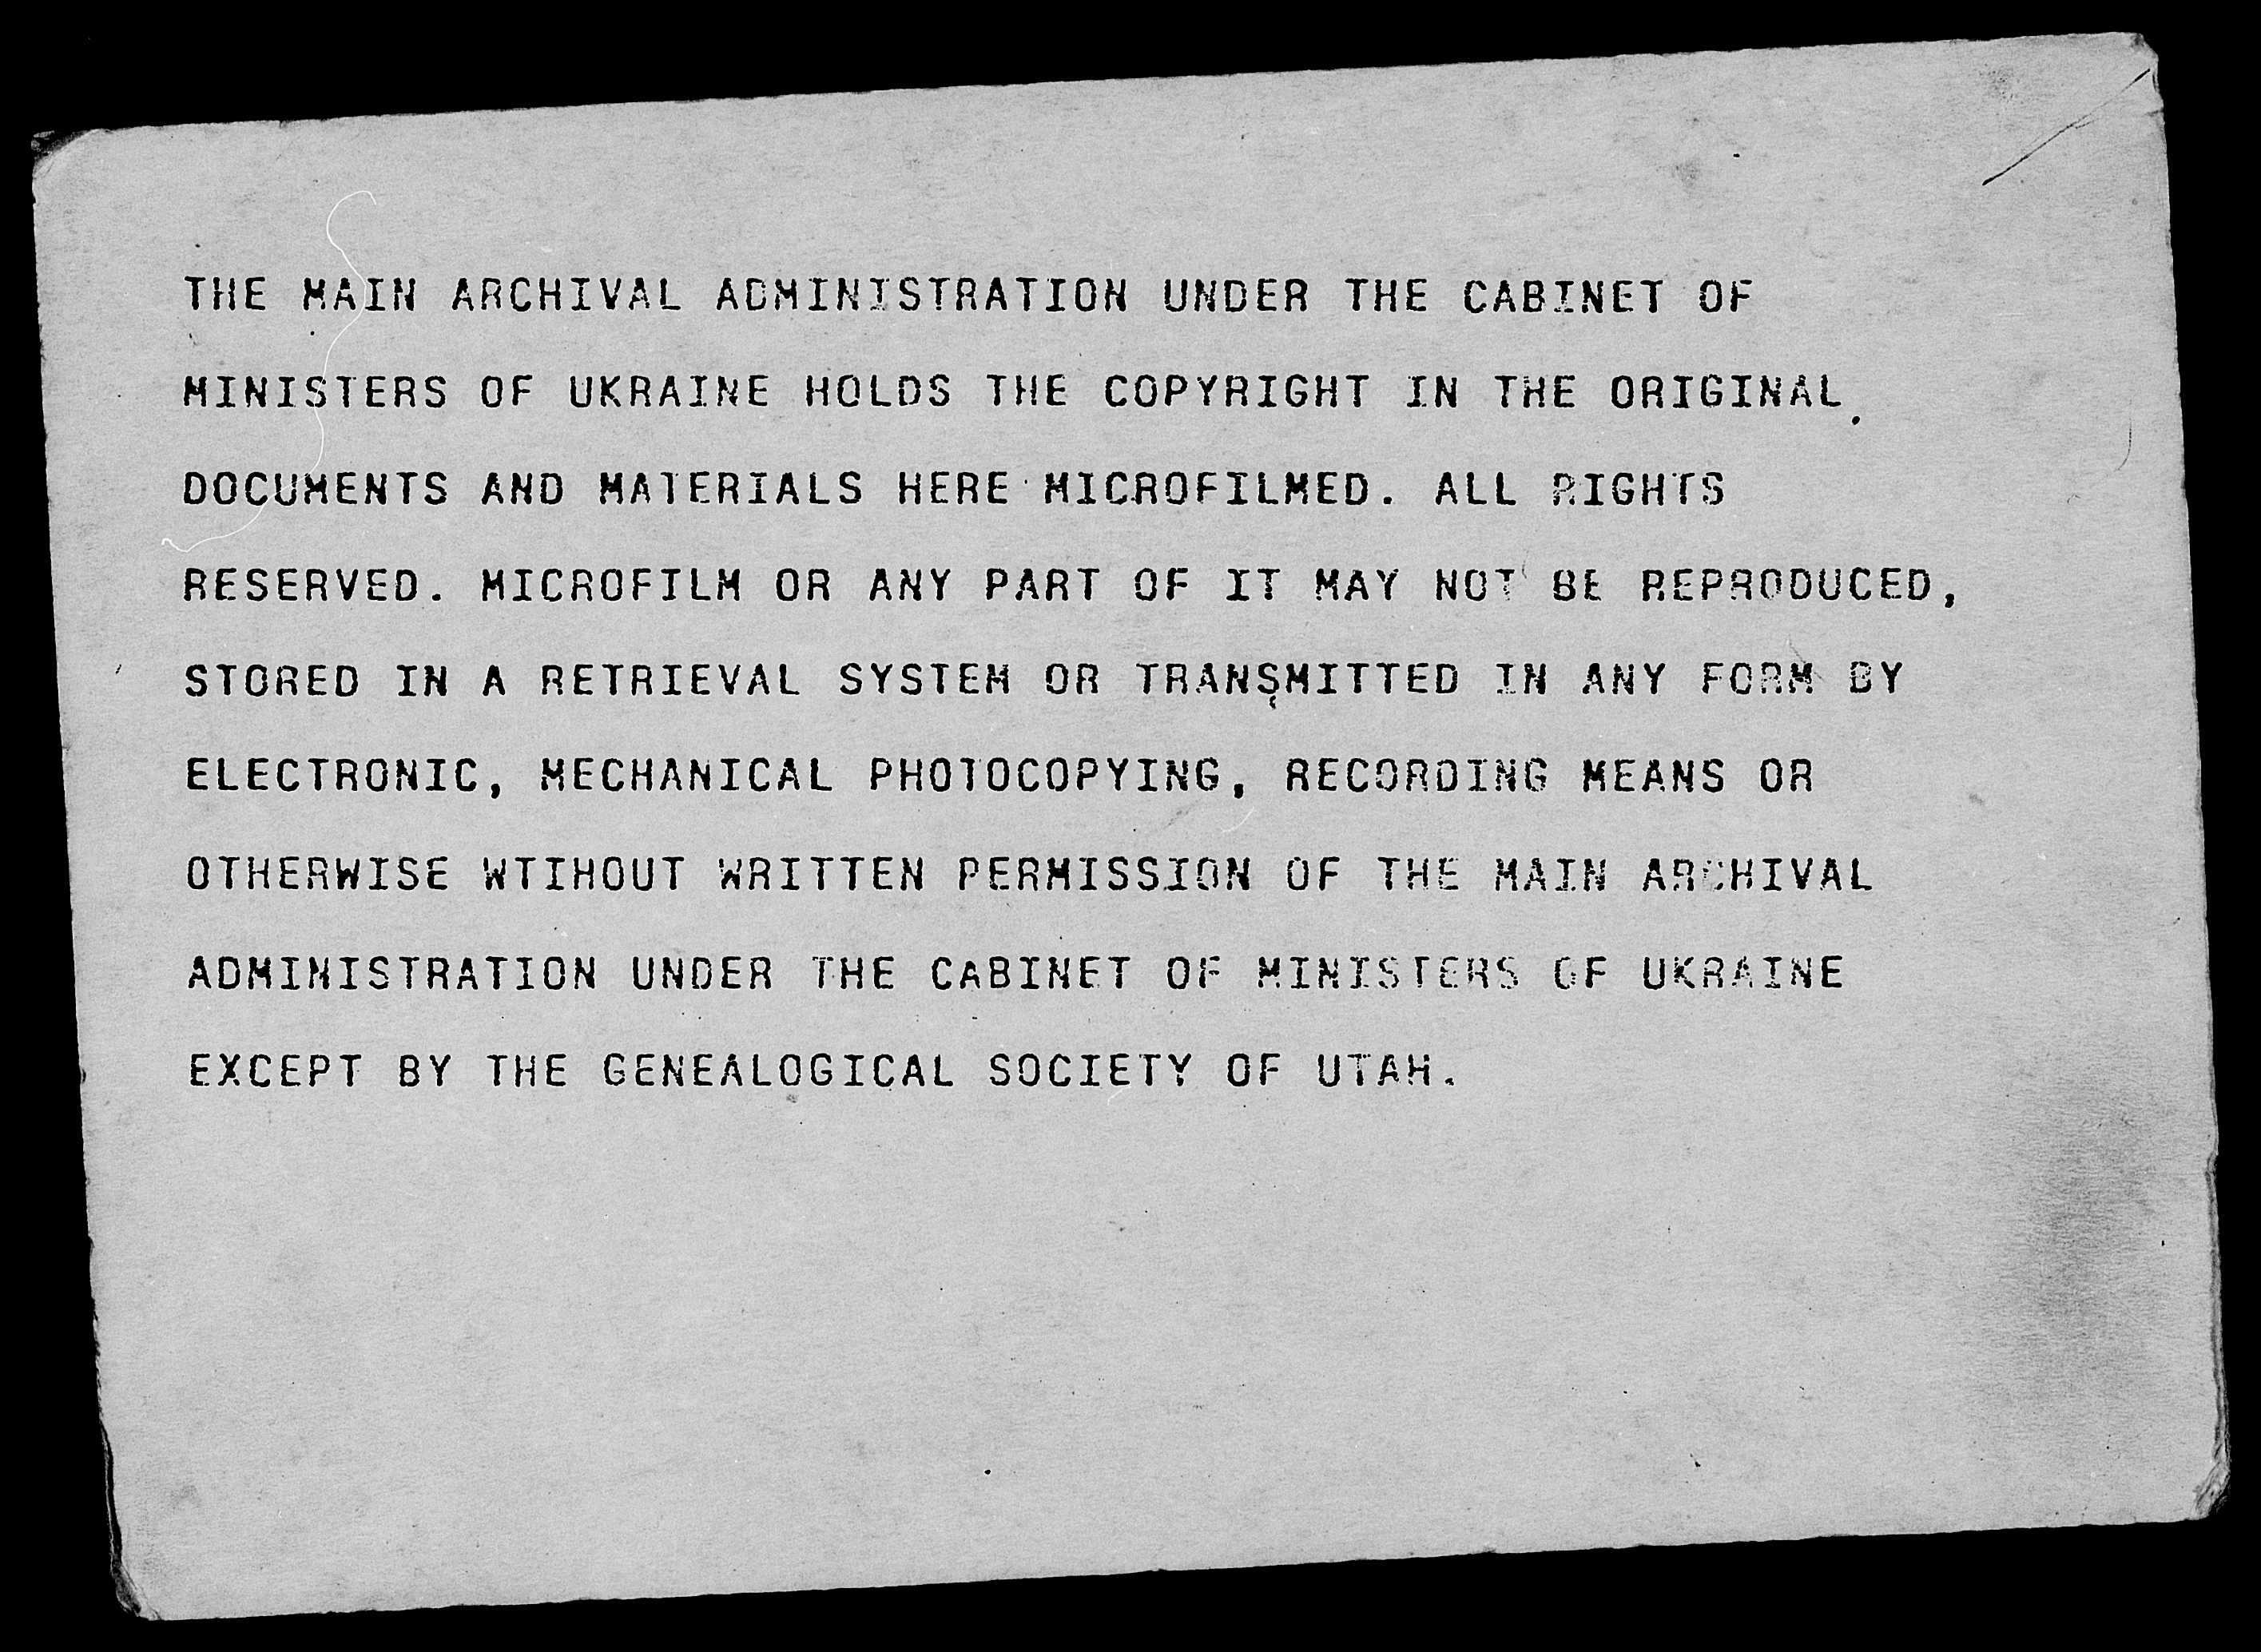 THE MAIN ARCHIVAL ADMINISTRATION UNDER THE CABINET OF
MINISTERS OF UKRAINE HOLDS THE COPYRIGHT IN THE ORIGINAL
DOCUMENTS AND MATERIALS HERE MICROFILMED. ALL RIGHTS
RESERVED. MICROFILM OR ANY PART OF IT MAY NOT BE REPRODUCED,
STORED IN A RETRIEVAL SYSTEM OR TRANSMITTED IN ANY FORM BY
ELECTRONIC, MECHANICAL PHOTOCOPYING, RECORDING MEANS OR
OTHERWISE WTIHOUT WRITTEN PERMISSION OF THE MAIN ARCHIVAL
ADMINISTRATION UNDER THE CABINET OF MINISTERS OF UKRAINE
EXCEPT BY THE GENEALOGICAL SOCIETY OF UTAH.